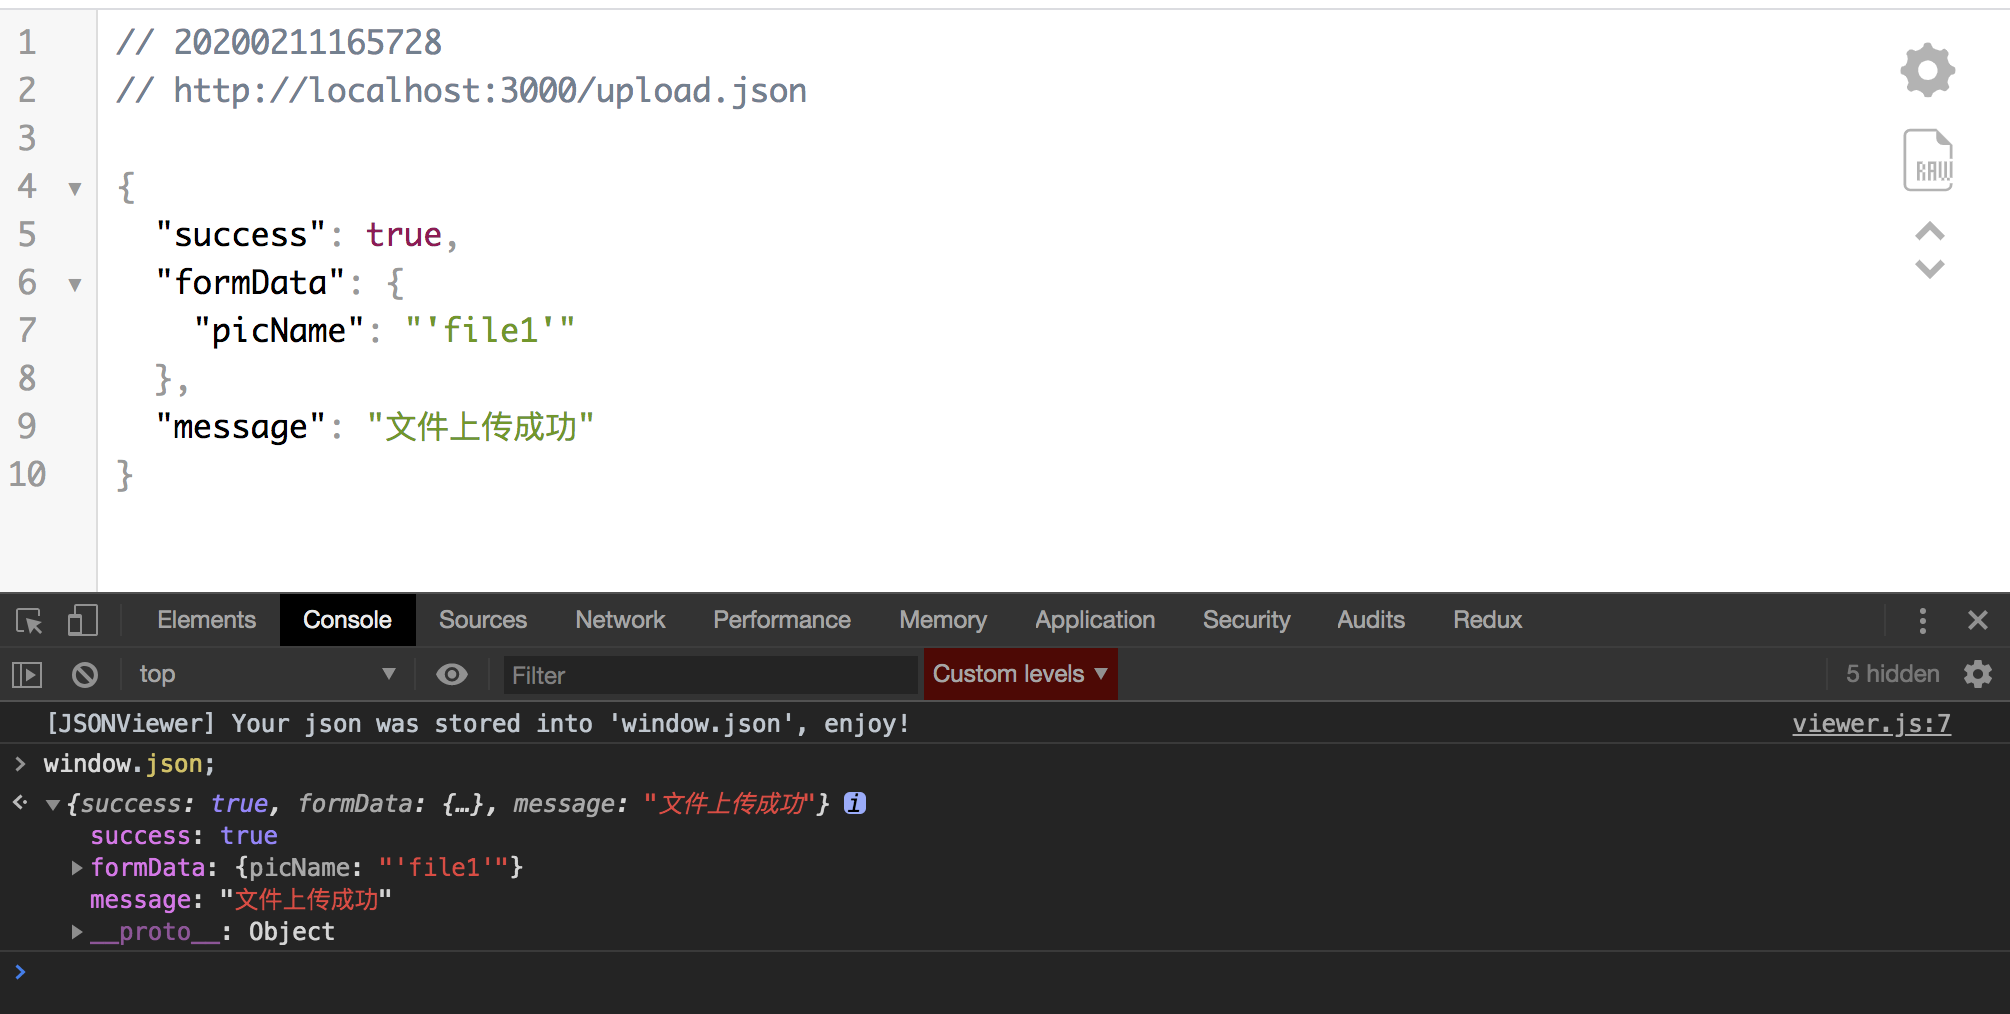 1 // 20200211165728
2 // http://localhost:3000/upload.json
3
4 ▼ {
5 "success": true,
6 ▼ "formData": {
7 "picName": "'file1'"
8 },
9 "message": "文件上传成功"
10 }
RAW
Elements Console Sources Network Performance Memory Application Security Audits Redux
top ▼ Filter Custom levels ▼ 5 hidden
[JSONViewer] Your json was stored into 'window.json', enjoy! viewer.js:7
> window.json;
▼{success: true, formData: {…}, message: "文件上传成功"} i
success: true
▶formData: {picName: "'file1'"}
message: "文件上传成功"
▶__proto__: Object
>